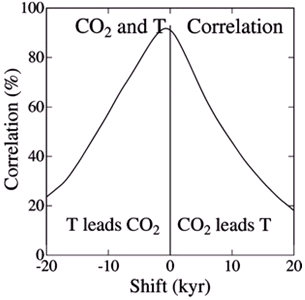 CO₂ and T Correlation
100
80
60
40
20
0
Correlation (%)
T leads CO₂ CO₂ leads T
-20 -10 0 10 20
Shift (kyr)